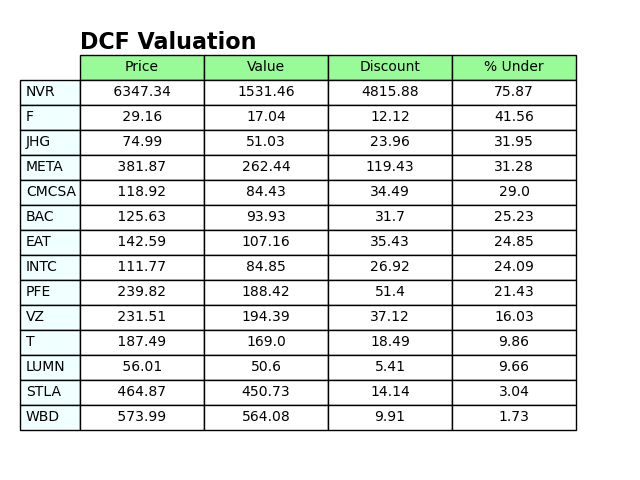 DCF Valuation
Price Value Discount % Under
NVR 6347.34 1531.46 4815.88 75.87
F 29.16 17.04 12.12 41.56
JHG 74.99 51.03 23.96 31.95
META 381.87 262.44 119.43 31.28
CMCSA 118.92 84.43 34.49 29.0
BAC 125.63 93.93 31.7 25.23
EAT 142.59 107.16 35.43 24.85
INTC 111.77 84.85 26.92 24.09
PFE 239.82 188.42 51.4 21.43
VZ 231.51 194.39 37.12 16.03
T 187.49 169.0 18.49 9.86
LUMN 56.01 50.6 5.41 9.66
STLA 464.87 450.73 14.14 3.04
WBD 573.99 564.08 9.91 1.73